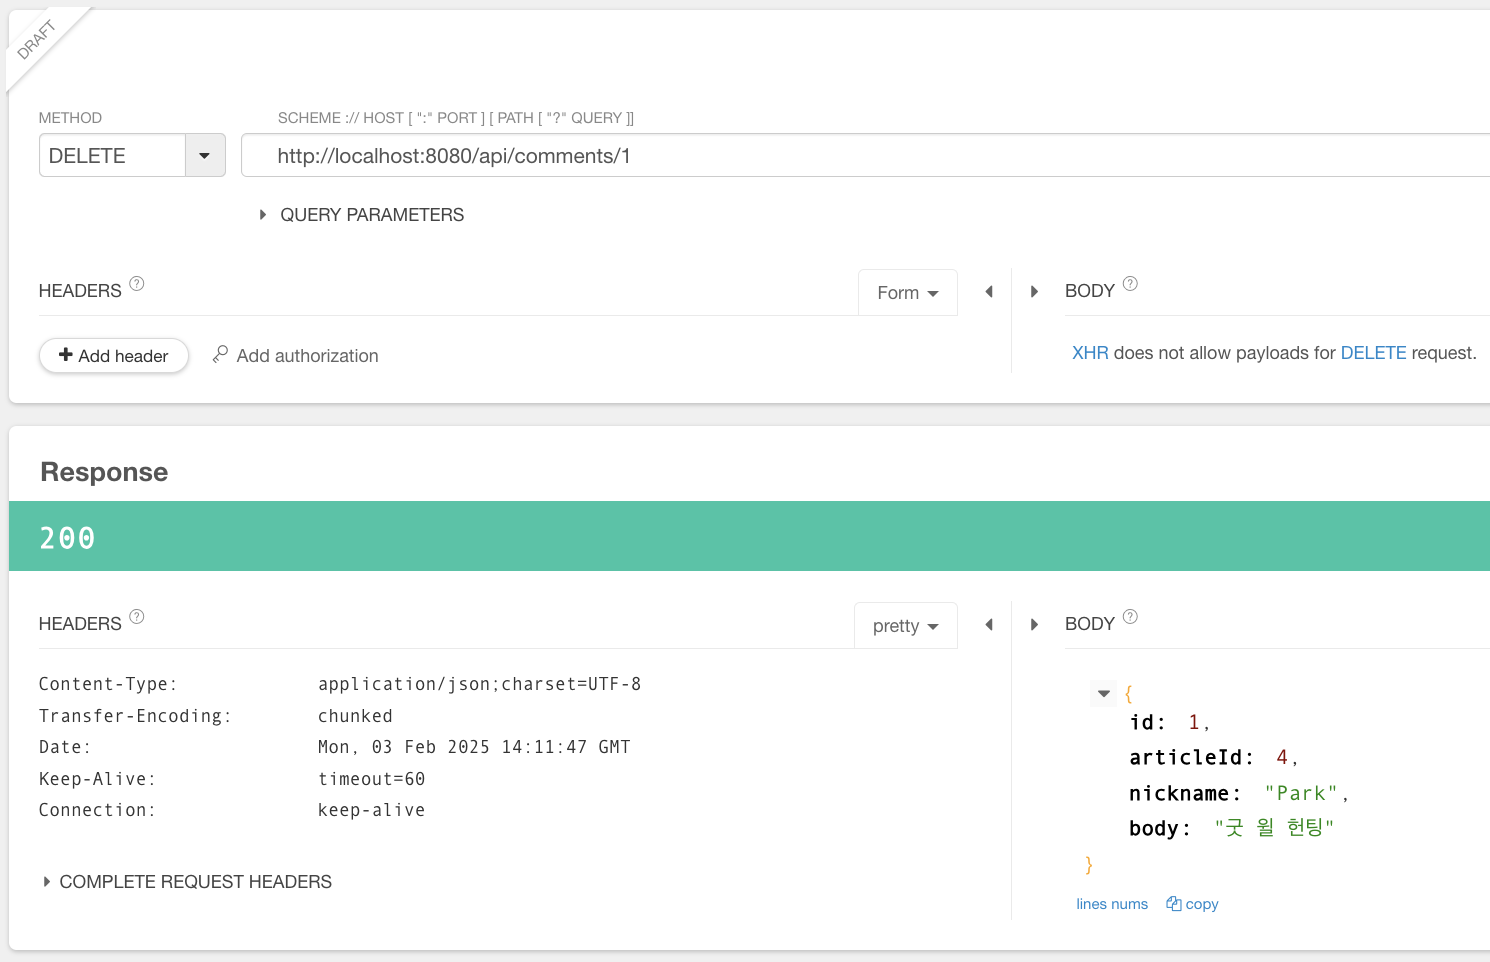 DRAFT
METHOD
SCHEME :// HOST [ ":" PORT ] [ PATH [ "?" QUERY ]]
DELETE
http://localhost:8080/api/comments/1
QUERY PARAMETERS
HEADERS ?
Form
BODY ?
+ Add header
Add authorization
XHR does not allow payloads for DELETE request.
Response
200
HEADERS ?
pretty
BODY ?
Content-Type: application/json;charset=UTF-8
Transfer-Encoding: chunked
Date: Mon, 03 Feb 2025 14:11:47 GMT
Keep-Alive: timeout=60
Connection: keep-alive
COMPLETE REQUEST HEADERS
{
id: 1,
articleId: 4,
nickname: "Park",
body: "굿 윌 헌팅"
}
lines nums copy